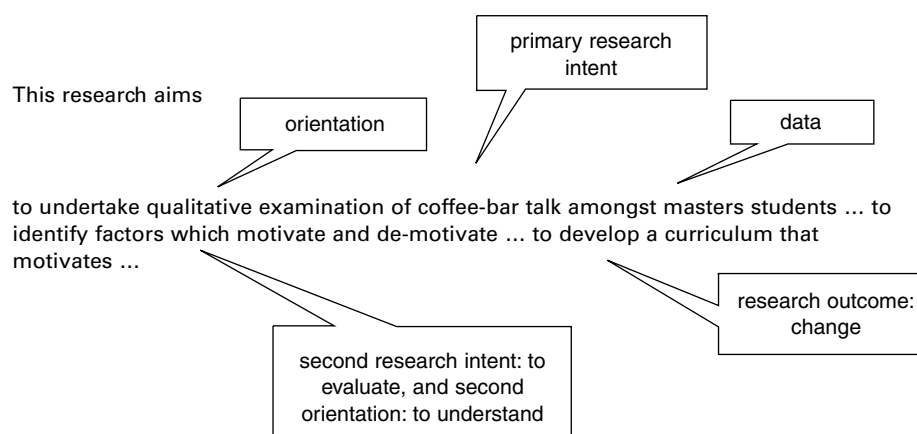 primary research
intent
This research aims
orientation
data
to undertake qualitative examination of coffee-bar talk amongst masters students ... to
identify factors which motivate and de-motivate ... to develop a curriculum that
motivates ...
research outcome:
change
second research intent: to
evaluate, and second
orientation: to understand